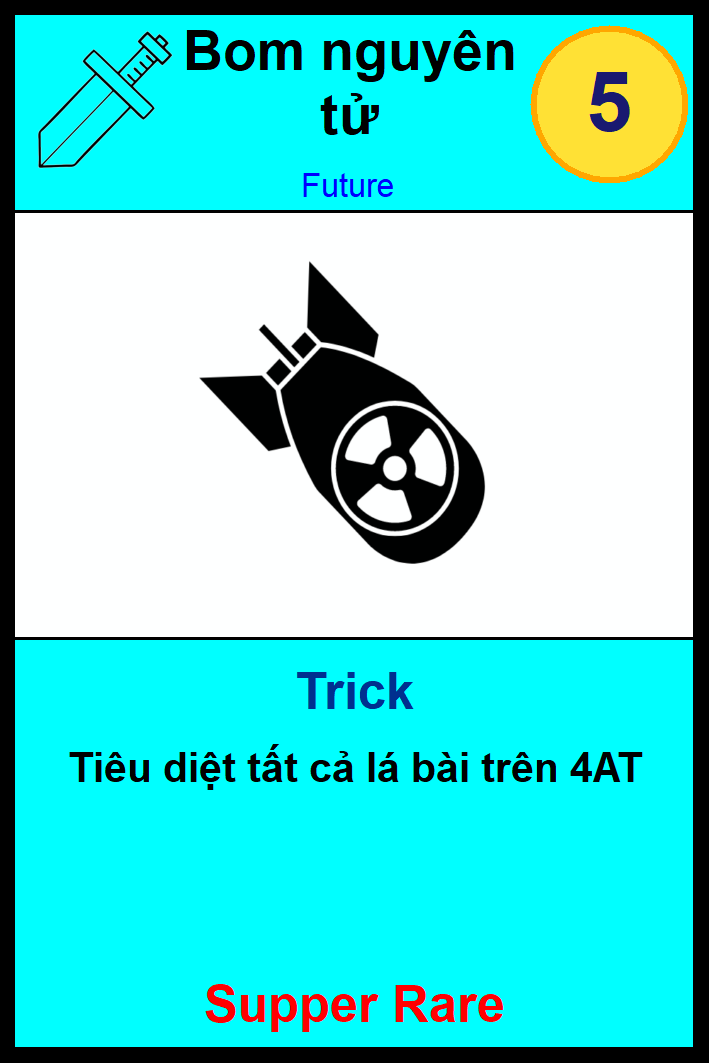 Bom nguyên
tử
5
Future
Trick
Tiêu diệt tất cả lá bài trên 4AT
Supper Rare